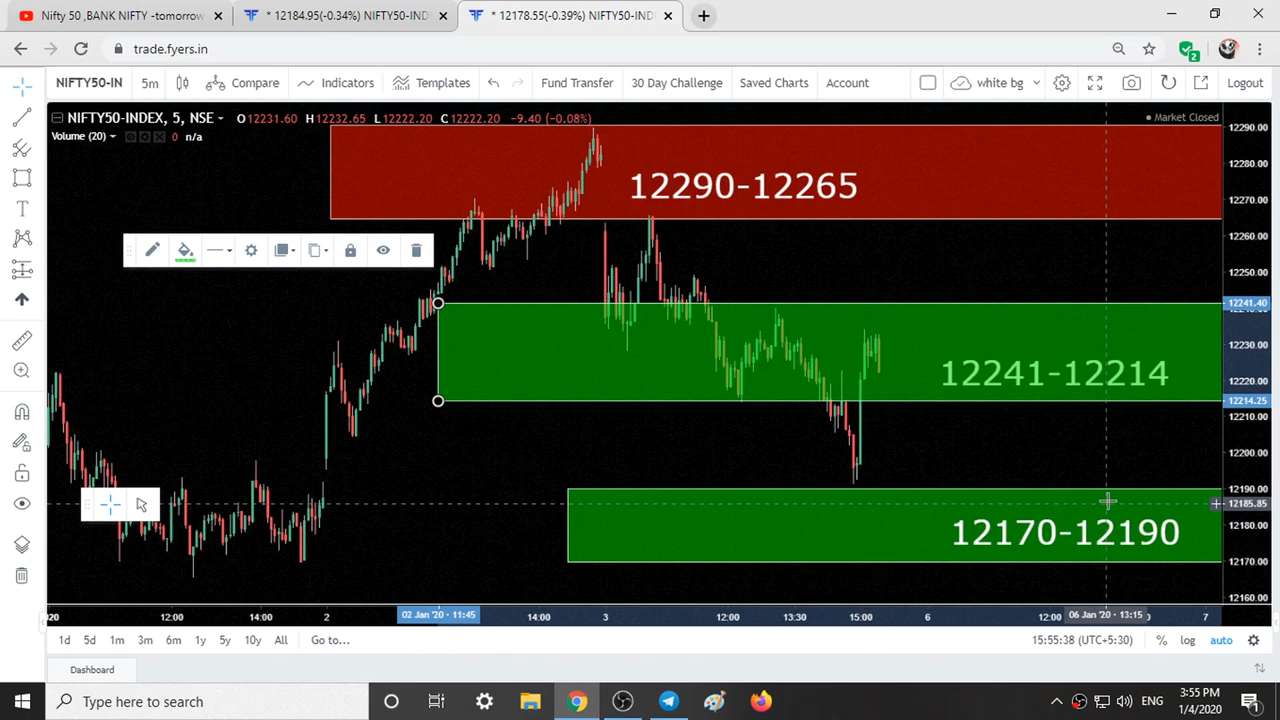 Nifty 50 ,BANK NIFTY -tomorrow
* 12184.95(-0.34%) NIFTY50-IND
* 12178.55(-0.39%) NIFTY50-IND
trade.fyers.in
2
NIFTY50-IN
5m
Compare
Indicators
Templates
Fund Transfer
30 Day Challenge
Saved Charts
Account
white bg
Logout
NIFTY50-INDEX, 5, NSE
O12231.60 H12232.65 L12222.20 C12222.20 −9.40 (−0.08%)
Market Closed
Volume (20) 0 n/a
12290-12265
12241-12214
12170-12190
12290.00
12280.00
12270.00
12260.00
12250.00
12241.40
12230.00
12220.00
12214.25
12210.00
12200.00
12190.00
12185.85
12180.00
12170.00
12160.00
020 12:00 14:00 2 02 Jan '20 - 11:45 14:00 3 12:00 13:30 15:00 6 12:00 06 Jan '20 - 13:15 7
1d 5d 1m 3m 6m 1y 5y 10y All Go to...
15:55:38 (UTC+5:30) % log auto
Dashboard
Type here to search
ENG
3:55 PM
1/4/2020
1